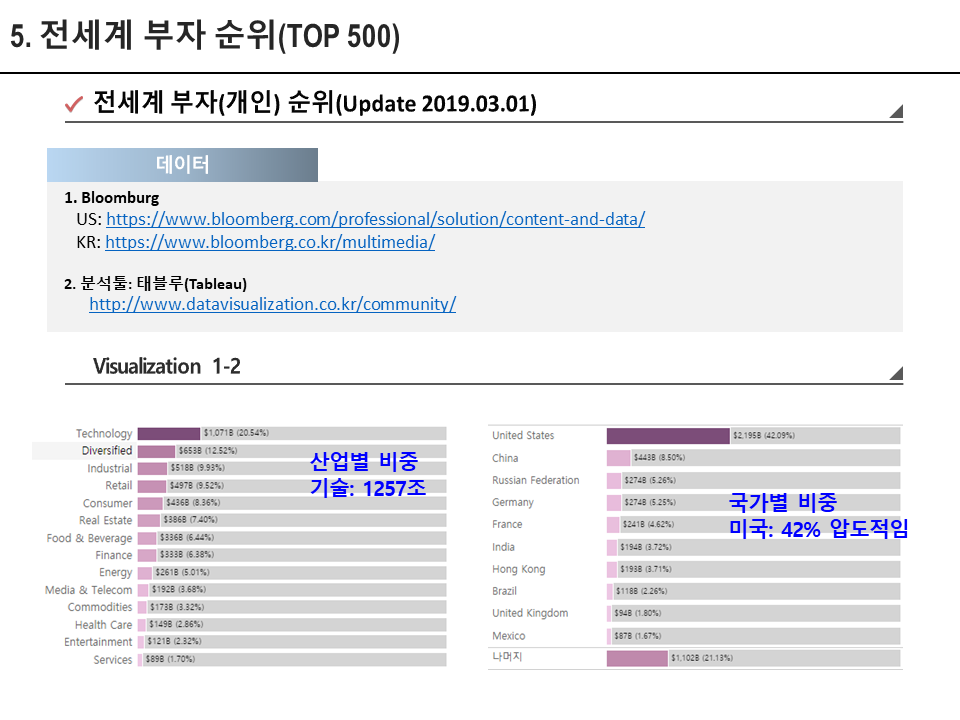 5. 전세계 부자 순위(TOP 500)
전세계 부자(개인) 순위(Update 2019.03.01)
데이터
1. Bloomburg
US: https://www.bloomberg.com/professional/solution/content-and-data/
KR: https://www.bloomberg.co.kr/multimedia/
2. 분석툴: 태블루(Tableau)
http://www.datavisualization.co.kr/community/
Visualization 1-2
Technology $1,071B (20.54%)
Diversified $653B (12.52%)
Industrial $518B (9.93%)
Retail $497B (9.52%)
Consumer $436B (8.36%)
Real Estate $386B (7.40%)
Food & Beverage $336B (6.44%)
Finance $333B (6.38%)
Energy $261B (5.01%)
Media & Telecom $192B (3.68%)
Commodities $173B (3.32%)
Health Care $149B (2.86%)
Entertainment $121B (2.32%)
Services $89B (1.70%)
산업별 비중
기술: 1257조
United States $2,195B (42.09%)
China $443B (8.50%)
Russian Federation $274B (5.26%)
Germany $274B (5.25%)
France $241B (4.62%)
India $194B (3.72%)
Hong Kong $193B (3.71%)
Brazil $118B (2.26%)
United Kingdom $94B (1.80%)
Mexico $87B (1.67%)
나머지 $1,102B (21.13%)
국가별 비중
미국: 42% 압도적임